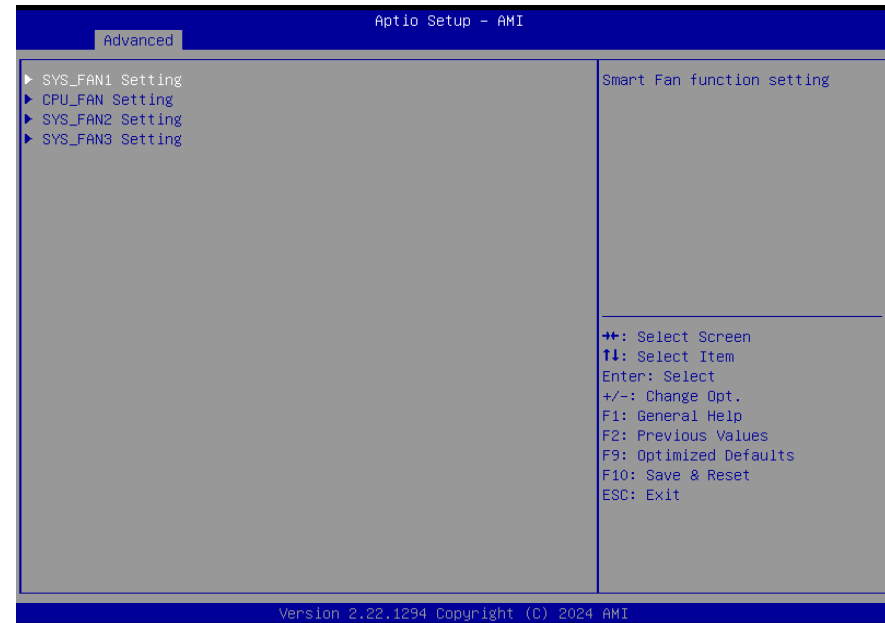 Aptio Setup – AMI
Advanced
▶ SYS_FAN1 Setting
▶ CPU_FAN Setting
▶ SYS_FAN2 Setting
▶ SYS_FAN3 Setting
Smart Fan function setting
→←: Select Screen
↑↓: Select Item
Enter: Select
+/-: Change Opt.
F1: General Help
F2: Previous Values
F9: Optimized Defaults
F10: Save & Reset
ESC: Exit
Version 2.22.1294 Copyright (C) 2024 AMI